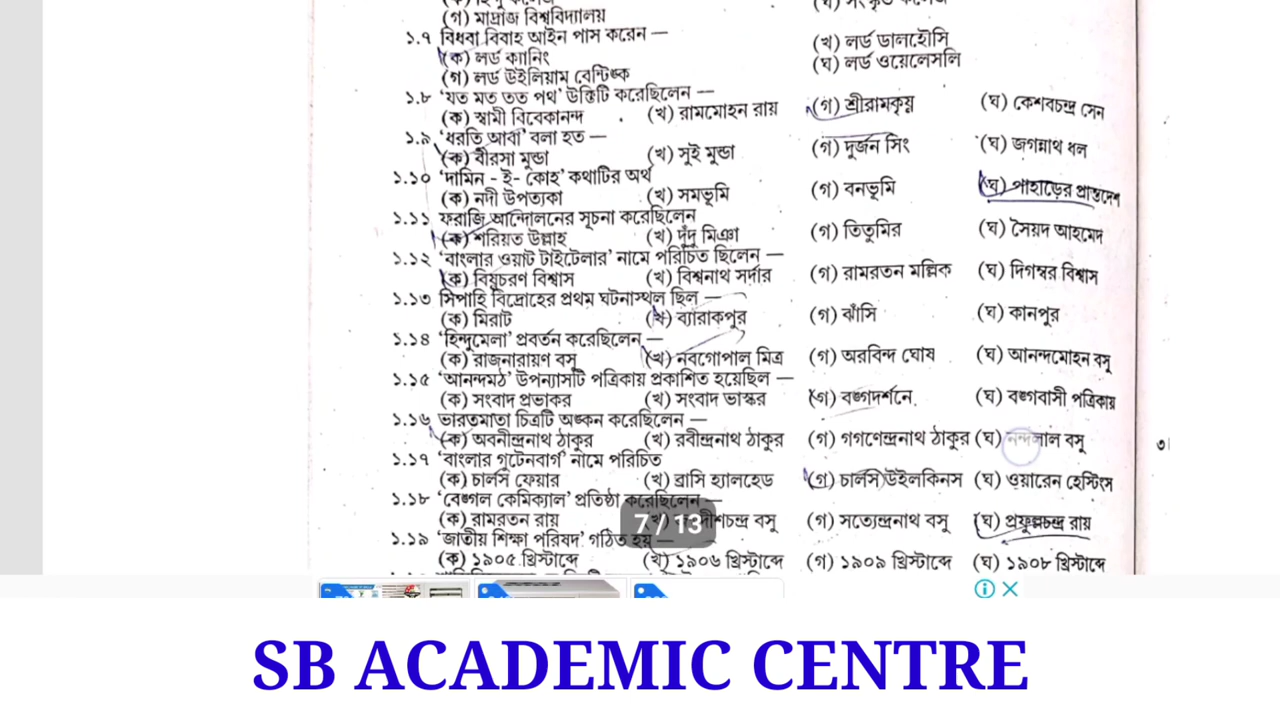 (গ) মাদ্রাজ বিশ্ববিদ্যালয়
১.৭ বিধবা বিবাহ আইন পাস করেন —
(ক) লর্ড ক্যানিং (খ) লর্ড ডালহৌসি
(গ) লর্ড উইলিয়াম বেন্টিঙ্ক (ঘ) লর্ড ওয়েলেসলি
১.৮ ‘যত মত তত পথ’ উক্তিটি করেছিলেন —
(ক) স্বামী বিবেকানন্দ (খ) রামমোহন রায় (গ) শ্রীরামকৃষ্ণ (ঘ) কেশবচন্দ্র সেন
১.৯ ‘ধরতি আবা’ বলা হত —
(ক) বীরসা মুন্ডা (খ) সুই মুন্ডা (গ) দুর্জন সিং (ঘ) জগন্নাথ ধল
১.১০ ‘দামিন - ই- কোহ’ কথাটির অর্থ
(ক) নদী উপত্যকা (খ) সমভূমি (গ) বনভূমি (ঘ) পাহাড়ের প্রান্তদেশ
১.১১ ফরাজি আন্দোলনের সূচনা করেছিলেন
(ক) শরিয়ত উল্লাহ (খ) দুঁদু মিঞা (গ) তিতুমির (ঘ) সৈয়দ আহমেদ
১.১২ ‘বাংলার ওয়াট টাইটেলার’ নামে পরিচিত ছিলেন —
(ক) বিষ্ণুচরণ বিশ্বাস (খ) বিশ্বনাথ সর্দার (গ) রামরতন মল্লিক (ঘ) দিগম্বর বিশ্বাস
১.১৩ সিপাহি বিদ্রোহের প্রথম ঘটনাস্থল ছিল —
(ক) মিরাট (খ) ব্যারাকপুর (গ) ঝাঁসি (ঘ) কানপুর
১.১৪ ‘হিন্দুমেলা’ প্রবর্তন করেছিলেন —
(ক) রাজনারায়ণ বসু (খ) নবগোপাল মিত্র (গ) অরবিন্দ ঘোষ (ঘ) আনন্দমোহন বসু
১.১৫ ‘আনন্দমঠ’ উপন্যাসটি পত্রিকায় প্রকাশিত হয়েছিল —
(ক) সংবাদ প্রভাকর (খ) সংবাদ ভাস্কর (গ) বঙ্গদর্শনে (ঘ) বঙ্গবাসী পত্রিকায়
১.১৬ ভারতমাতা চিত্রটি অঙ্কন করেছিলেন —
(ক) অবনীন্দ্রনাথ ঠাকুর (খ) রবীন্দ্রনাথ ঠাকুর (গ) গগণেন্দ্রনাথ ঠাকুর (ঘ) নন্দলাল বসু
৩।
১.১৭ ‘বাংলার গুটেনবার্গ’ নামে পরিচিত
(ক) চার্লস ফেয়ার (খ) ব্রাসি হ্যালহেড (গ) চার্লস উইলকিনস (ঘ) ওয়ারেন হেস্টিংস
১.১৮ ‘বেঙ্গল কেমিক্যাল’ প্রতিষ্ঠা করেছিলেন —
(ক) রামরতন রায় (খ) চন্দ্র বসু (গ) সত্যেন্দ্রনাথ বসু (ঘ) প্রফুল্লচন্দ্র রায়
7 / 13
১.১৯ ‘জাতীয় শিক্ষা পরিষদ’ গঠিত হয় —
(ক) ১৯০৫ খ্রিস্টাব্দে (খ) ১৯০৬ খ্রিস্টাব্দে (গ) ১৯০৯ খ্রিস্টাব্দে (ঘ) ১৯০৮ খ্রিস্টাব্দে
SB ACADEMIC CENTRE